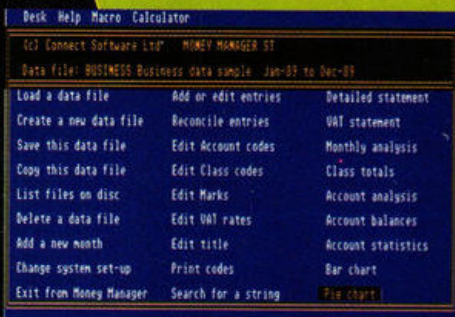 Desk Help Macro Calculator
(c) Connect Software Ltd" MONEY MANAGER ST
Data file: BUSINESS Business data sample Jan-89 to Dec-89
Load a data file Add or edit entries Detailed statement
Create a new data file Reconcile entries VAT statement
Save this data file Edit Account codes Monthly analysis
Copy this data file Edit Class codes Class totals
List files on disc Edit Marks Account analysis
Delete a data file Edit VAT rates Account balances
Add a new month Edit title Account statistics
Change system set-up Print codes Bar chart
Exit from Money Manager Search for a string Pie chart